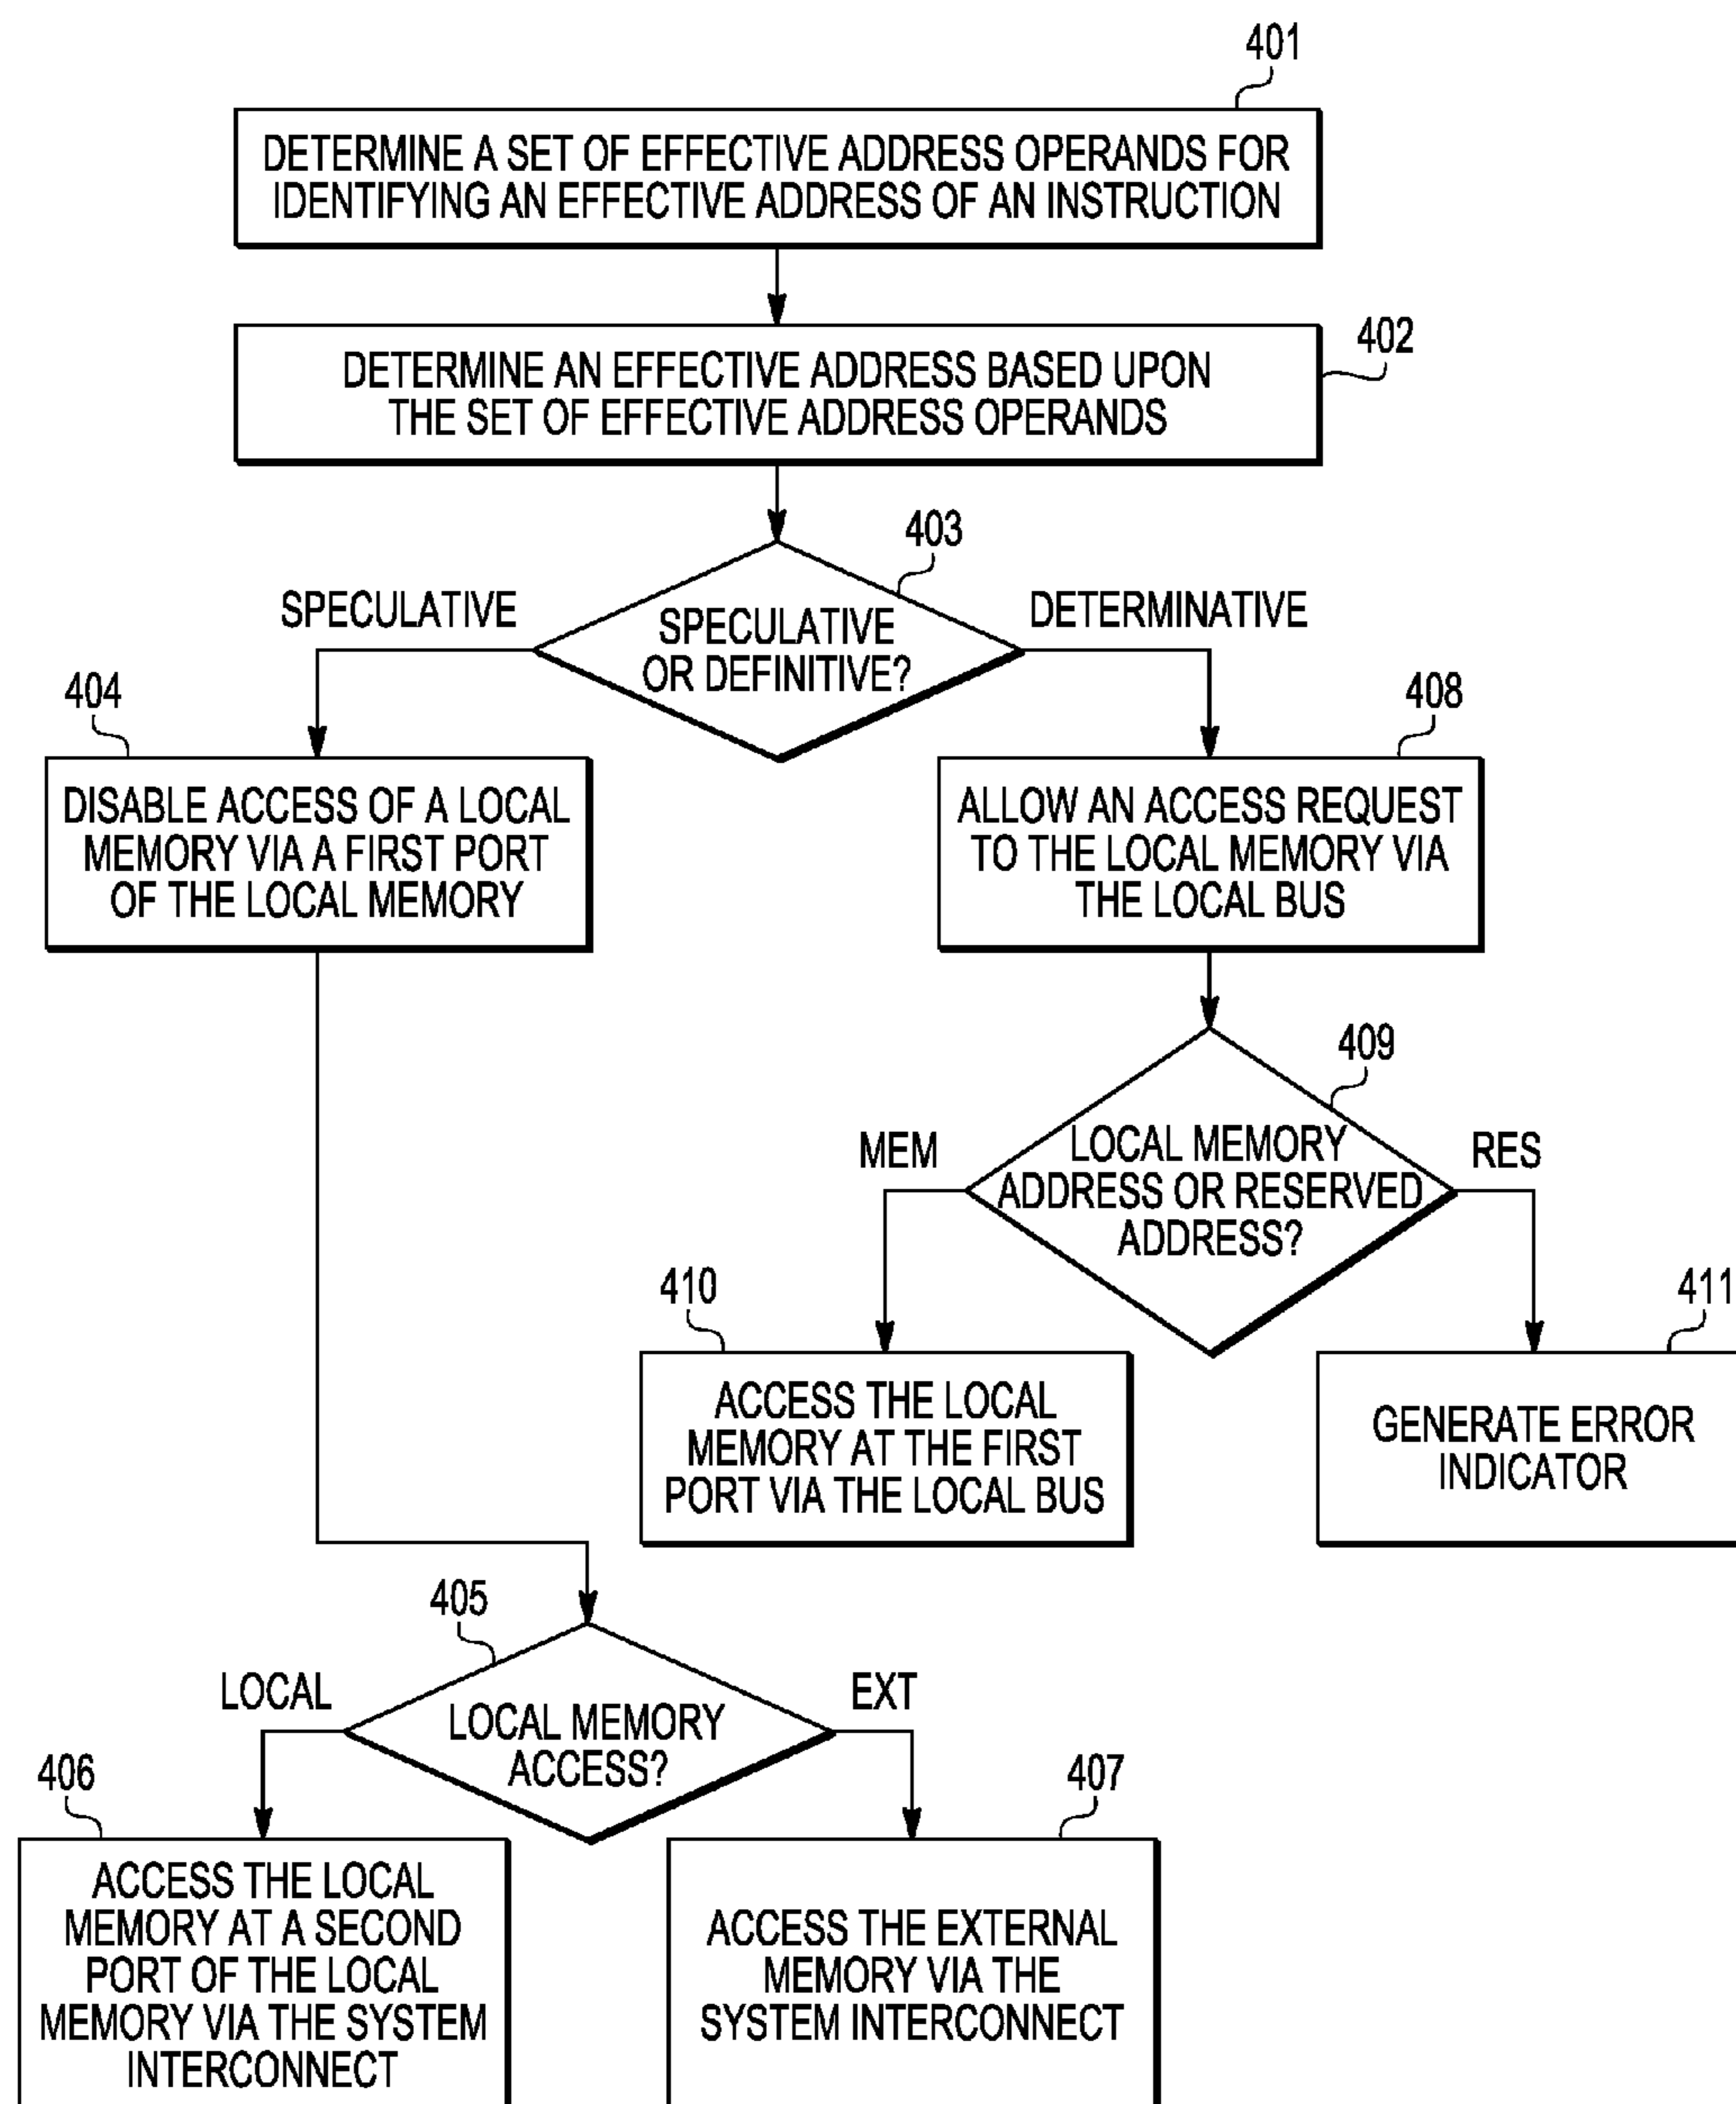 401
DETERMINE A SET OF EFFECTIVE ADDRESS OPERANDS FOR
IDENTIFYING AN EFFECTIVE ADDRESS OF AN INSTRUCTION
402
DETERMINE AN EFFECTIVE ADDRESS BASED UPON
THE SET OF EFFECTIVE ADDRESS OPERANDS
403
SPECULATIVE
DETERMINATIVE
SPECULATIVE
OR DEFINITIVE?
404
DISABLE ACCESS OF A LOCAL
MEMORY VIA A FIRST PORT
OF THE LOCAL MEMORY
408
ALLOW AN ACCESS REQUEST
TO THE LOCAL MEMORY VIA
THE LOCAL BUS
409
MEM
RES
LOCAL MEMORY
ADDRESS OR RESERVED
ADDRESS?
410
ACCESS THE LOCAL
MEMORY AT THE FIRST
PORT VIA THE LOCAL BUS
411
GENERATE ERROR
INDICATOR
405
LOCAL
EXT
LOCAL MEMORY
ACCESS?
406
ACCESS THE LOCAL
MEMORY AT A SECOND
PORT OF THE LOCAL
MEMORY VIA THE SYSTEM
INTERCONNECT
407
ACCESS THE EXTERNAL
MEMORY VIA THE
SYSTEM INTERCONNECT